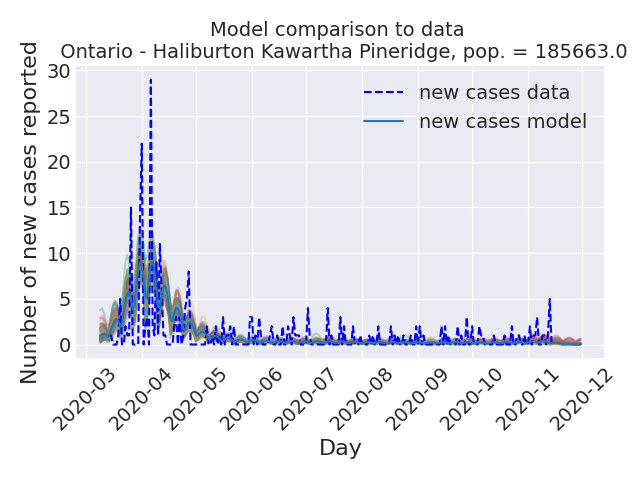 Model comparison to data
Ontario - Haliburton Kawartha Pineridge, pop. = 185663.0
Number of new cases reported
30
25
20
15
10
5
0
new cases data
new cases model
2020-03
2020-04
2020-05
2020-06
2020-07
2020-08
2020-09
2020-10
2020-11
2020-12
Day